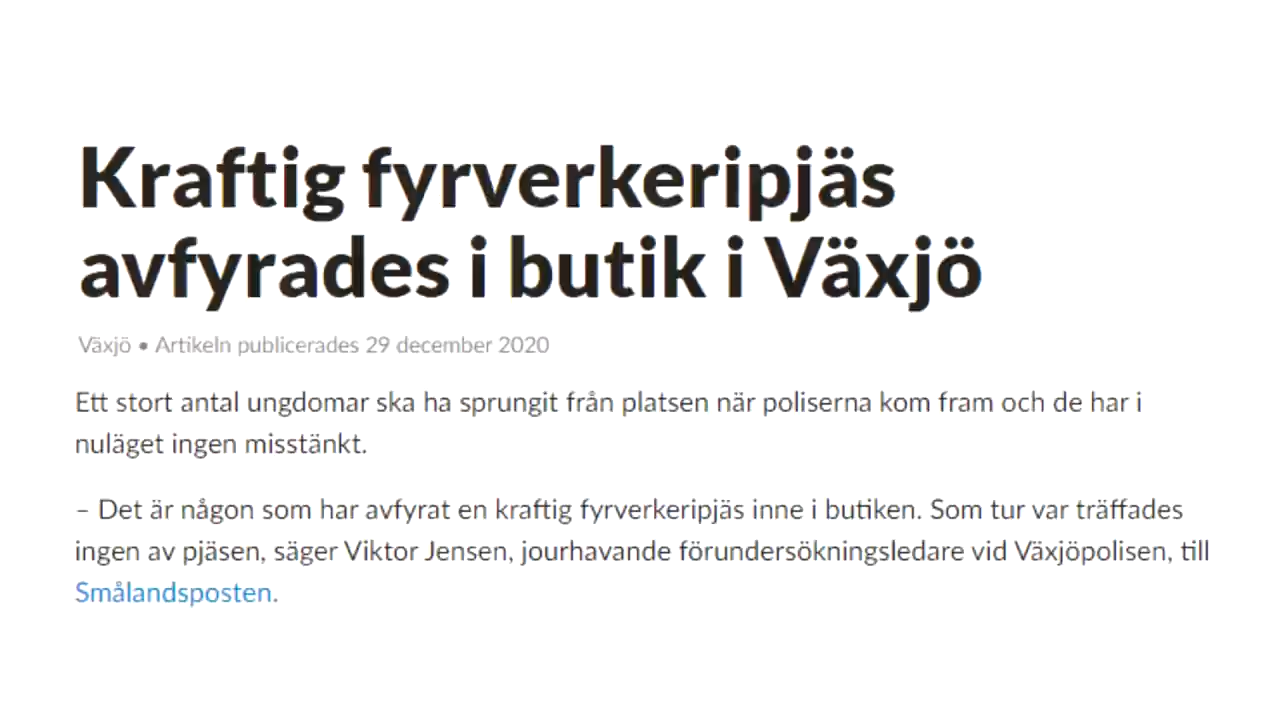 Kraftig fyrverkeripjäs
avfyrades i butik i Växjö
Växjö • Artikeln publicerades 29 december 2020
Ett stort antal ungdomar ska ha sprungit från platsen när poliserna kom fram och de har i
nuläget ingen misstänkt.
– Det är någon som har avfyrat en kraftig fyrverkeripjäs inne i butiken. Som tur var träffades
ingen av pjäsen, säger Viktor Jensen, jourhavande förundersökningsledare vid Växjöpolisen, till
Smålandsposten.